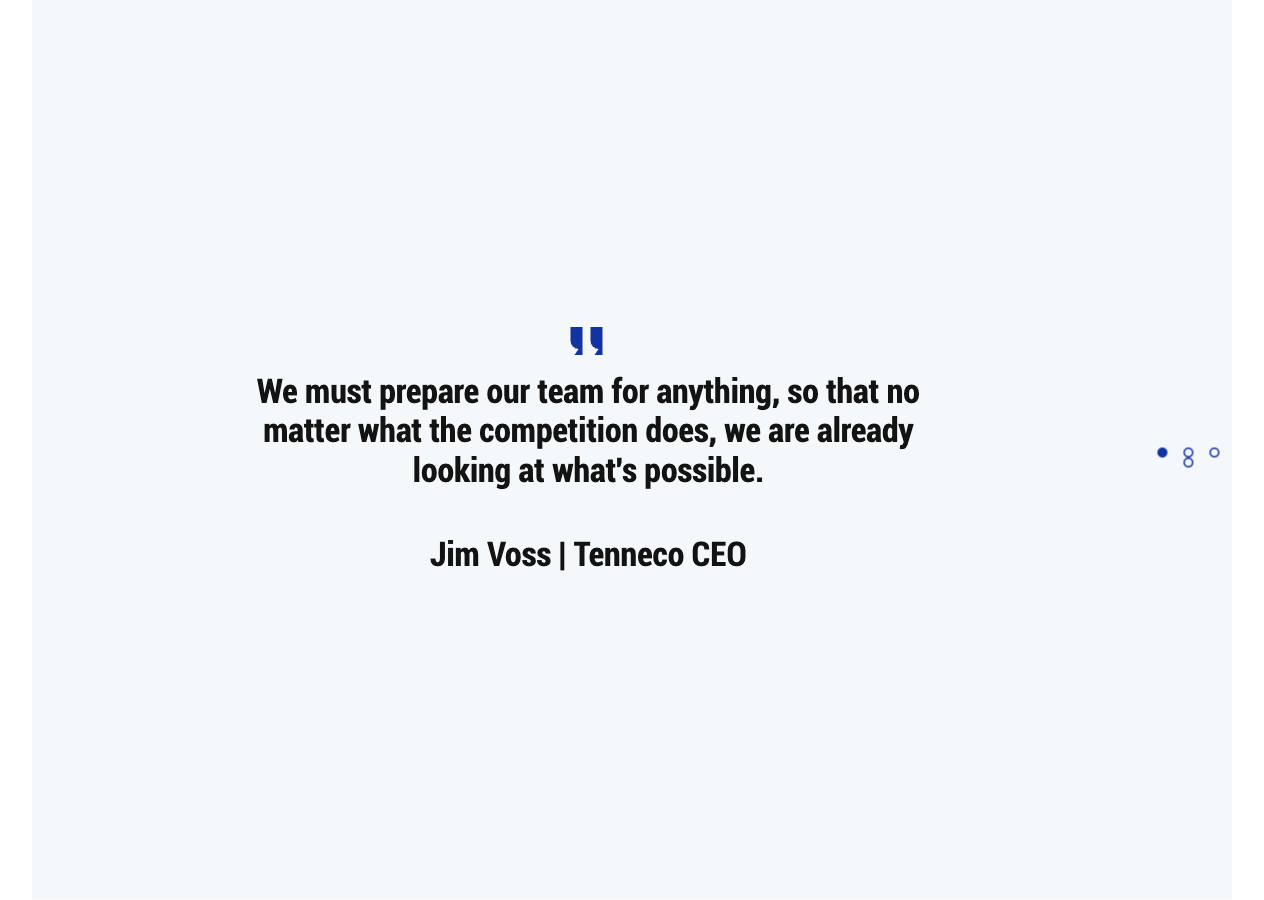 "
We must prepare our team for anything, so that no
matter what the competition does, we are already
looking at what's possible.
Jim Voss | Tenneco CEO